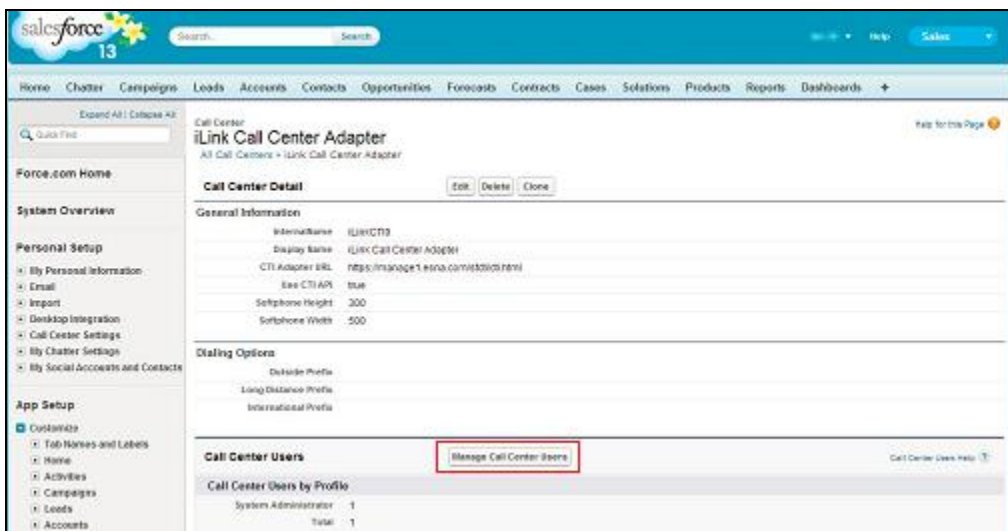 salesforce
13
Search...
Search
Help
Sales
Home Chatter Campaigns Leads Accounts Contacts Opportunities Forecasts Contracts Cases Solutions Products Reports Dashboards +
Expand All | Collapse All
Quick Find
Force.com Home
System Overview
Personal Setup
My Personal Information
Email
Import
Desktop Integration
Call Center Settings
My Chatter Settings
My Social Accounts and Contacts
App Setup
Customize
Tab Names and Labels
Home
Activities
Campaigns
Leads
Accounts
Call Center
iLink Call Center Adapter
Help for this Page
All Call Centers » iLink Call Center Adapter
Call Center Detail
Edit Delete Clone
General Information
InternalName
Display Name iLink Call Center Adapter
CTI Adapter URL
Use CTI API true
Softphone Height 300
Softphone Width 500
Dialing Options
Outside Prefix
Long Distance Prefix
International Prefix
Call Center Users
Manage Call Center Users
Call Center Users Help
Call Center Users by Profile
System Administrator 1
Total 1